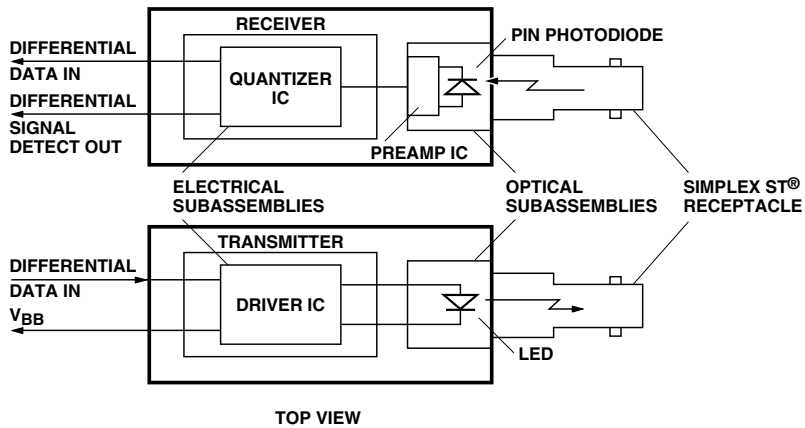 RECEIVER
DIFFERENTIAL
DATA IN
DIFFERENTIAL
SIGNAL
DETECT OUT
QUANTIZER
IC
PIN PHOTODIODE
PREAMP IC
ELECTRICAL
SUBASSEMBLIES
OPTICAL
SUBASSEMBLIES
SIMPLEX ST®
RECEPTACLE
TRANSMITTER
DIFFERENTIAL
DATA IN
VBB
DRIVER IC
LED
TOP VIEW